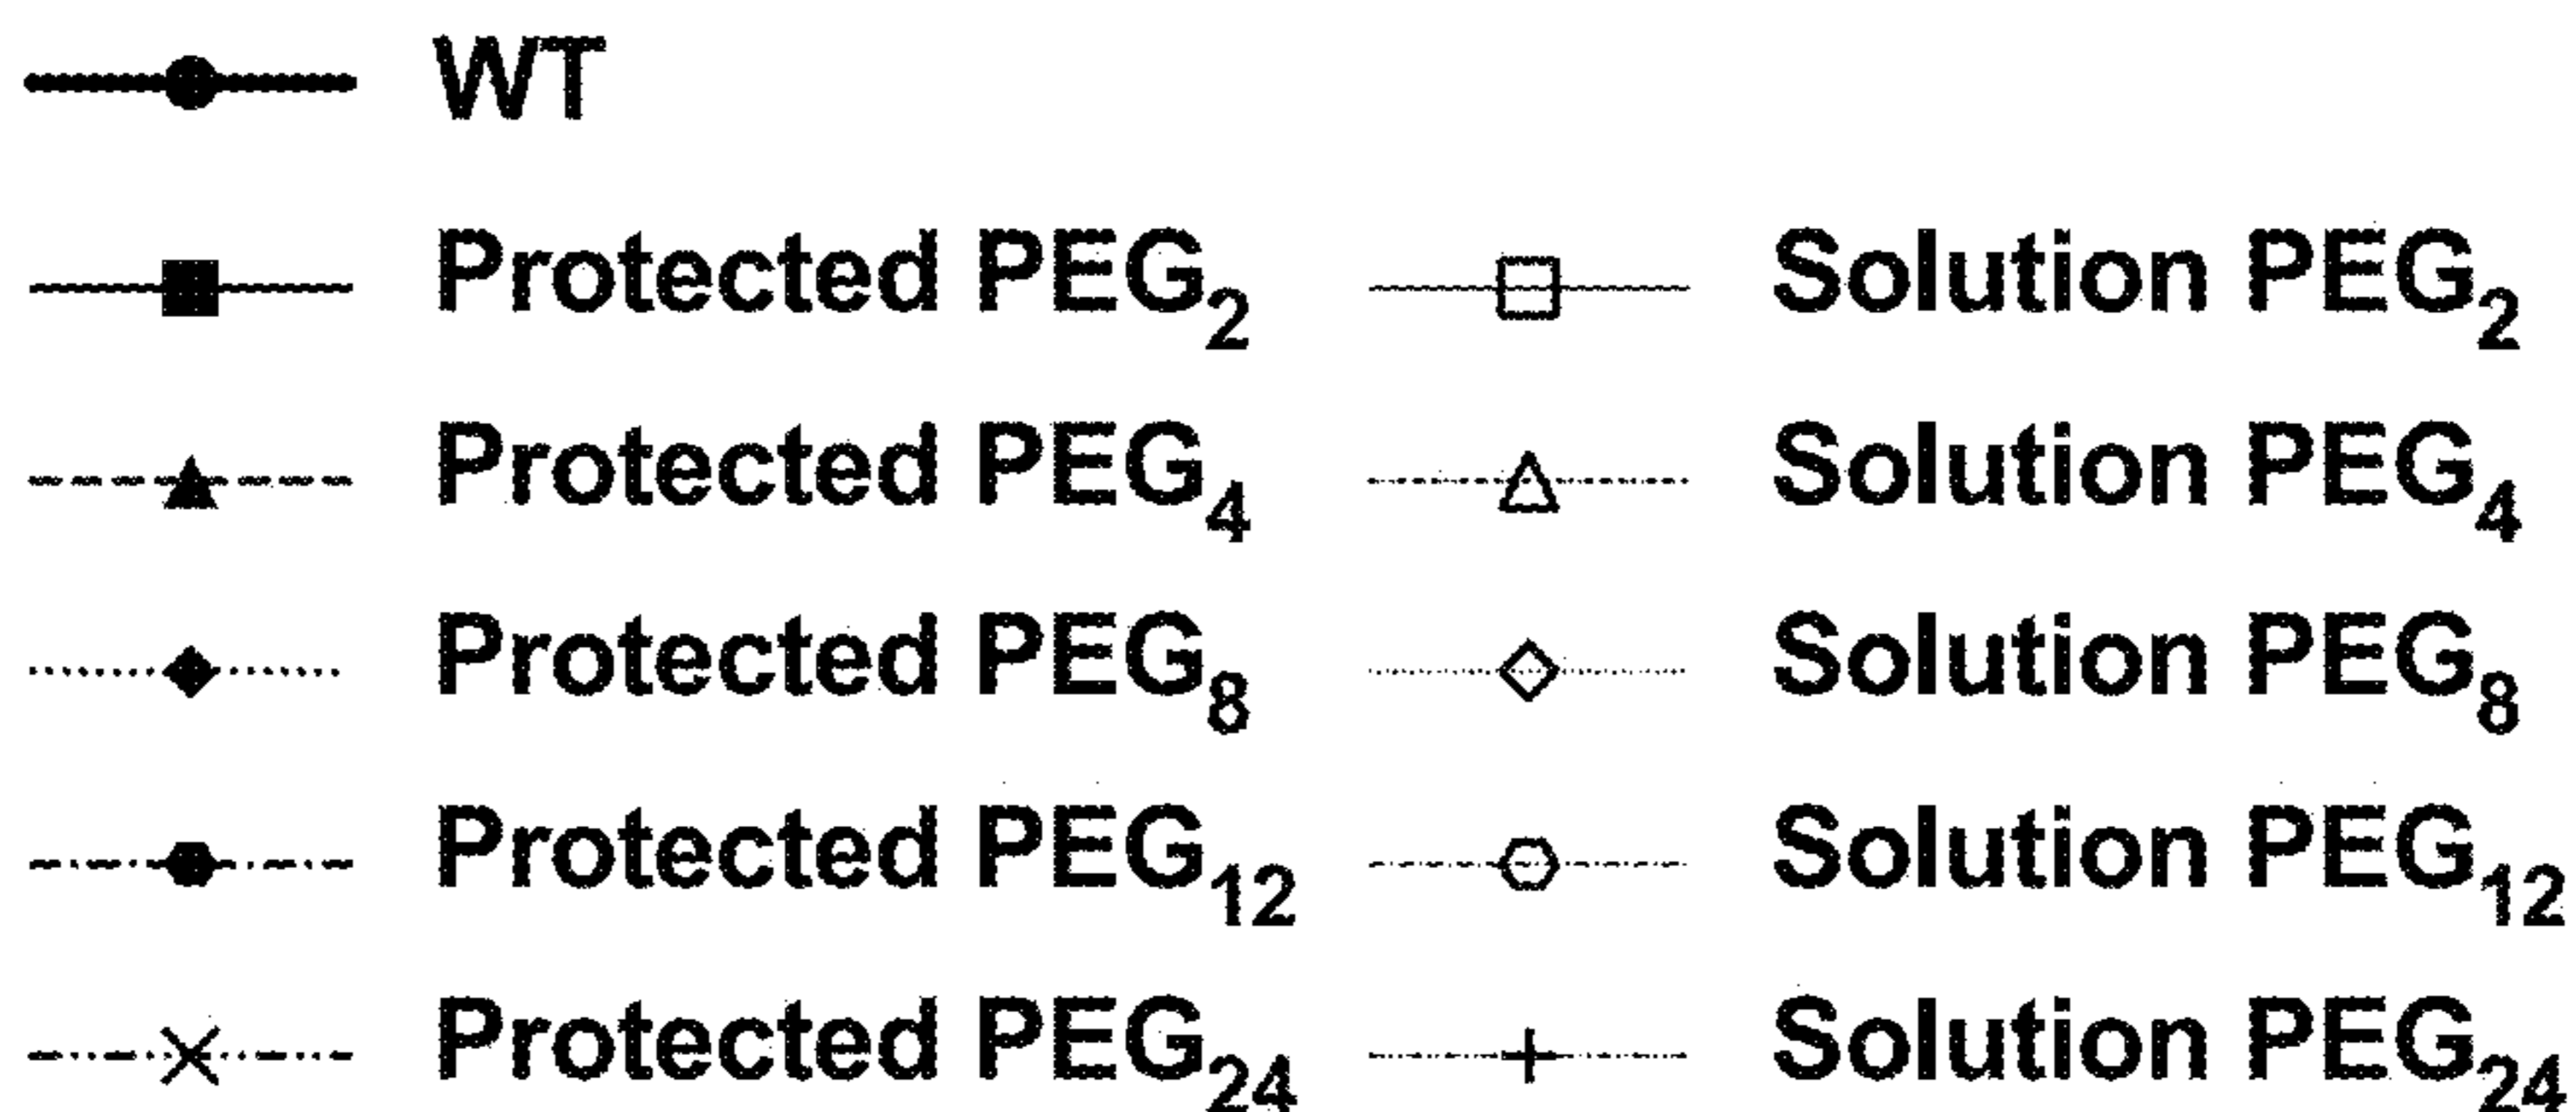 WT
Protected PEG₂ Solution PEG₂
Protected PEG₄ Solution PEG₄
Protected PEG₈ Solution PEG₈
Protected PEG₁₂ Solution PEG₁₂
Protected PEG₂₄ Solution PEG₂₄